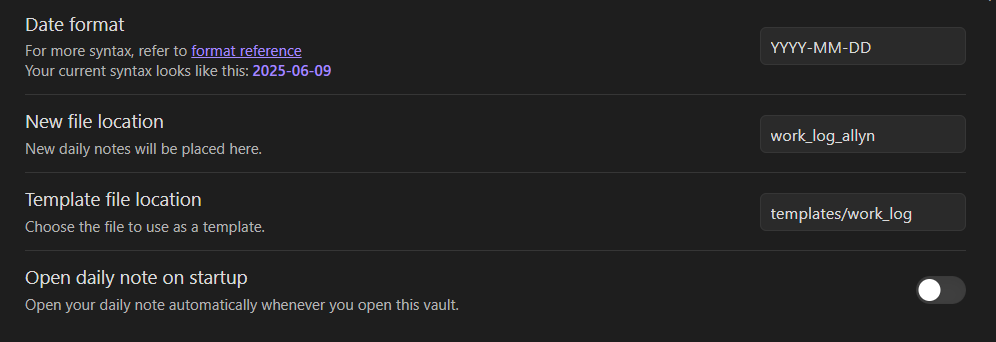 Date format
For more syntax, refer to format reference
Your current syntax looks like this: 2025-06-09
YYYY-MM-DD
New file location
New daily notes will be placed here.
work_log_allyn
Template file location
Choose the file to use as a template.
templates/work_log
Open daily note on startup
Open your daily note automatically whenever you open this vault.